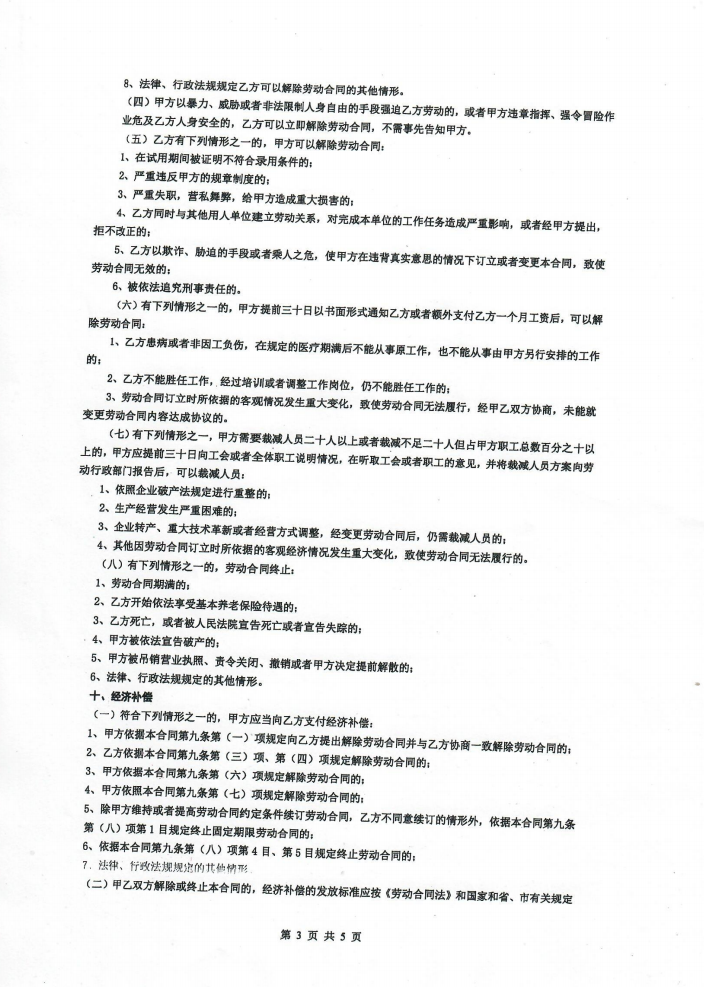 8、法律、行政法规规定乙方可以解除劳动合同的其他情形。
（四）甲方以暴力、威胁或者非法限制人身自由的手段强迫乙方劳动的，或者甲方违章指挥、强令冒险作
业危及乙方人身安全的，乙方可以立即解除劳动合同，不需事先告知甲方。
（五）乙方有下列情形之一的，甲方可以解除劳动合同：
1、在试用期间被证明不符合录用条件的；
2、严重违反甲方的规章制度的；
3、严重失职，营私舞弊，给甲方造成重大损害的；
4、乙方同时与其他用人单位建立劳动关系，对完成本单位的工作任务造成严重影响，或者经甲方提出，
拒不改正的；
5、乙方以欺诈、胁迫的手段或者乘人之危，使甲方在违背真实意思的情况下订立或者变更本合同，致使
劳动合同无效的；
6、被依法追究刑事责任的。
（六）有下列情形之一的，甲方提前三十日以书面形式通知乙方或者额外支付乙方一个月工资后，可以解
除劳动合同：
1、乙方患病或者非因工负伤，在规定的医疗期满后不能从事原工作，也不能从事由甲方另行安排的工作
的；
2、乙方不能胜任工作，经过培训或者调整工作岗位，仍不能胜任工作的；
3、劳动合同订立时所依据的客观情况发生重大变化，致使劳动合同无法履行，经甲乙双方协商，未能就
变更劳动合同内容达成协议的。
（七）有下列情形之一，甲方需要裁减人员二十人以上或者裁减不足二十人但占甲方职工总数百分之十以
上的，甲方应提前三十日向工会或者全体职工说明情况，在听取工会或者职工的意见，并将裁减人员方案向劳
动行政部门报告后，可以裁减人员：
1、依照企业破产法规定进行重整的；
2、生产经营发生严重困难的；
3、企业转产、重大技术革新或者经营方式调整，经变更劳动合同后，仍需裁减人员的；
4、其他因劳动合同订立时所依据的客观经济情况发生重大变化，致使劳动合同无法履行的。
（八）有下列情形之一的，劳动合同终止：
1、劳动合同期满的；
2、乙方开始依法享受基本养老保险待遇的；
3、乙方死亡，或者被人民法院宣告死亡或者宣告失踪的；
4、甲方被依法宣告破产的；
5、甲方被吊销营业执照、责令关闭、撤销或者甲方决定提前解散的；
6、法律、行政法规规定的其他情形。
十、经济补偿
（一）符合下列情形之一的，甲方应当向乙方支付经济补偿：
1、甲方依据本合同第九条第（一）项规定向乙方提出解除劳动合同并与乙方协商一致解除劳动合同的；
2、乙方依据本合同第九条第（三）项、第（四）项规定解除劳动合同的；
3、甲方依据本合同第九条第（六）项规定解除劳动合同的；
4、甲方依照本合同第九条第（七）项规定解除劳动合同的；
5、除甲方维持或者提高劳动合同约定条件续订劳动合同，乙方不同意续订的情形外，依据本合同第九条
第（八）项第1目规定终止固定期限劳动合同的；
6、依据本合同第九条第（八）项第4目、第5目规定终止劳动合同的；
7、法律、行政法规规定的其他情形。
（二）甲乙双方解除或终止本合同的，经济补偿的发放标准应按《劳动合同法》和国家和省、市有关规定
第 3 页 共 5 页